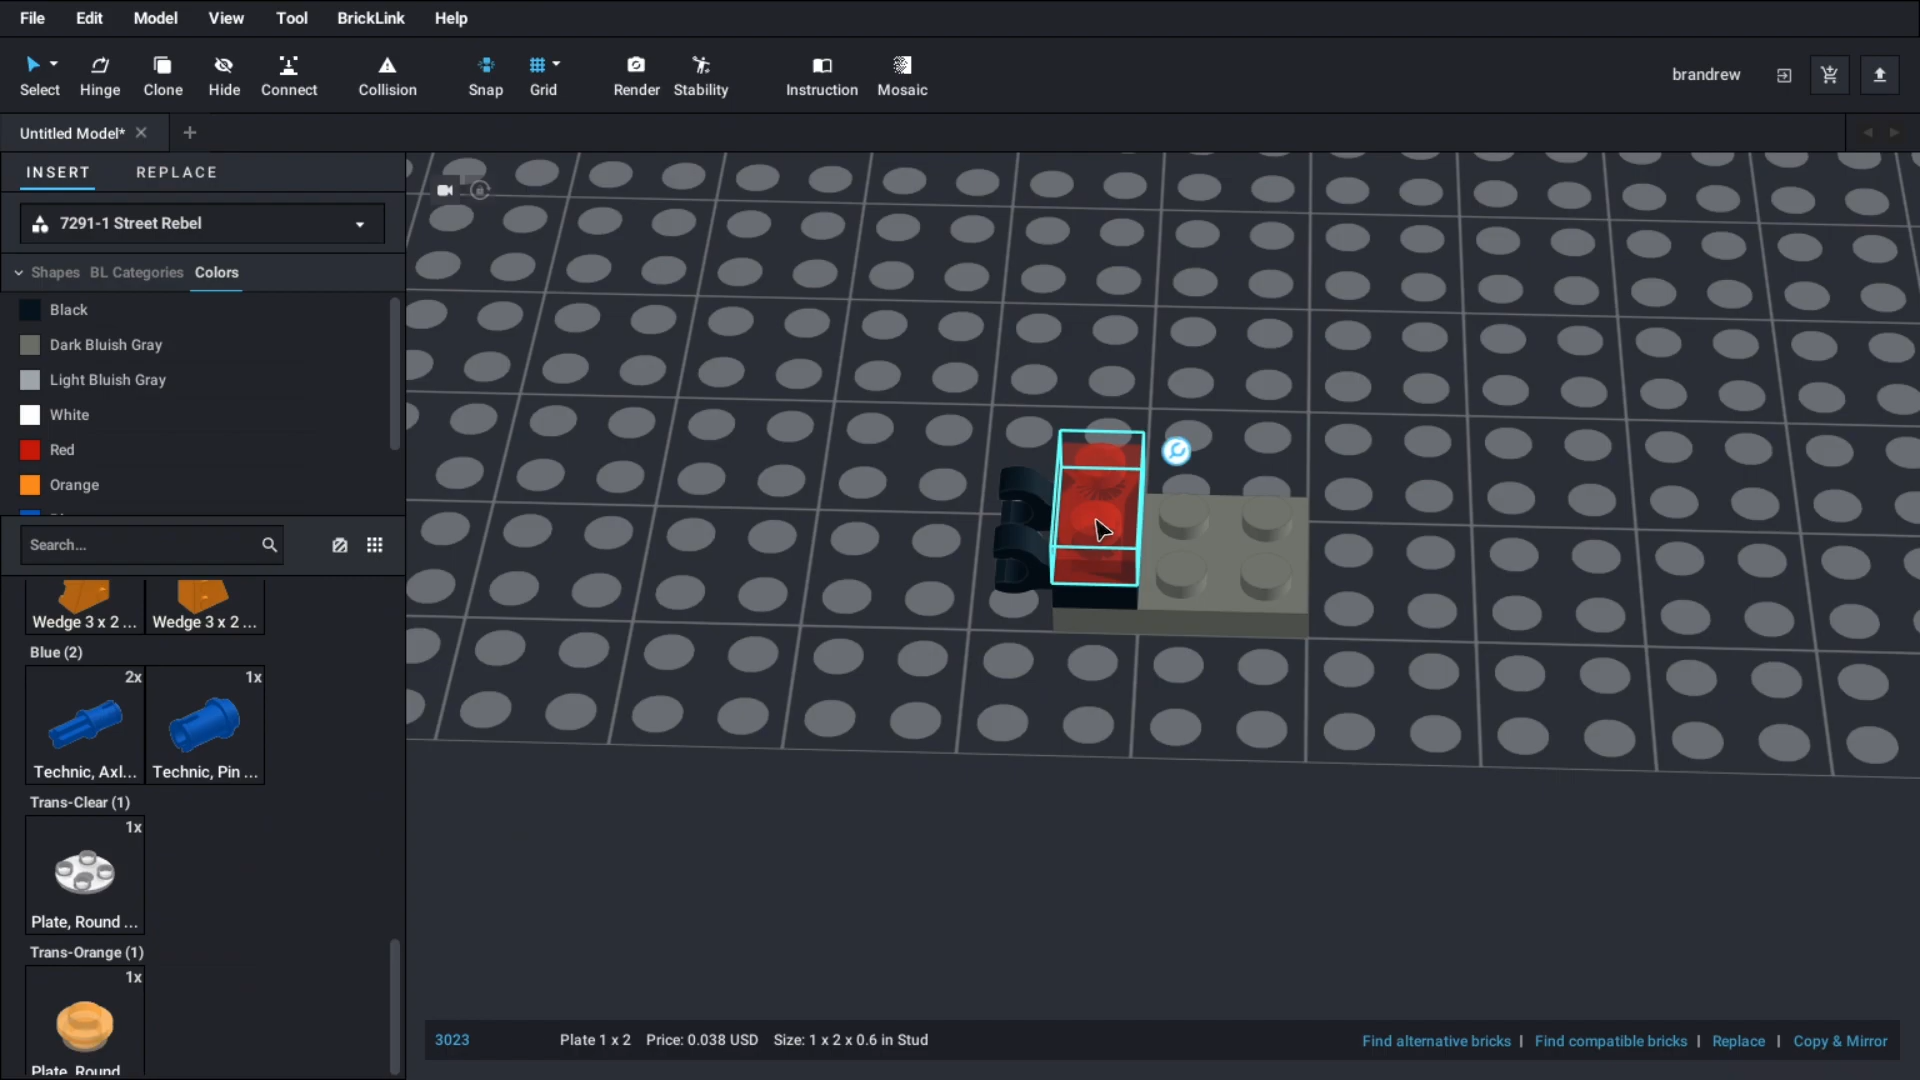 File Edit Model View Tool BrickLink Help
Select Hinge Clone Hide Connect Collision Snap Grid Render Stability Instruction Mosaic
brandrew
Untitled Model*
INSERT REPLACE
7291-1 Street Rebel
Shapes BL Categories Colors
Black
Dark Bluish Gray
Light Bluish Gray
White
Red
Orange
Search...
Wedge 3 x 2 ... Wedge 3 x 2 ...
Blue (2)
2x 1x
Technic, Axl... Technic, Pin ...
Trans-Clear (1)
1x
Plate, Round ...
Trans-Orange (1)
1x
Plate, Round
3023 Plate 1 x 2 Price: 0.038 USD Size: 1 x 2 x 0.6 in Stud
Find alternative bricks | Find compatible bricks | Replace | Copy & Mirror